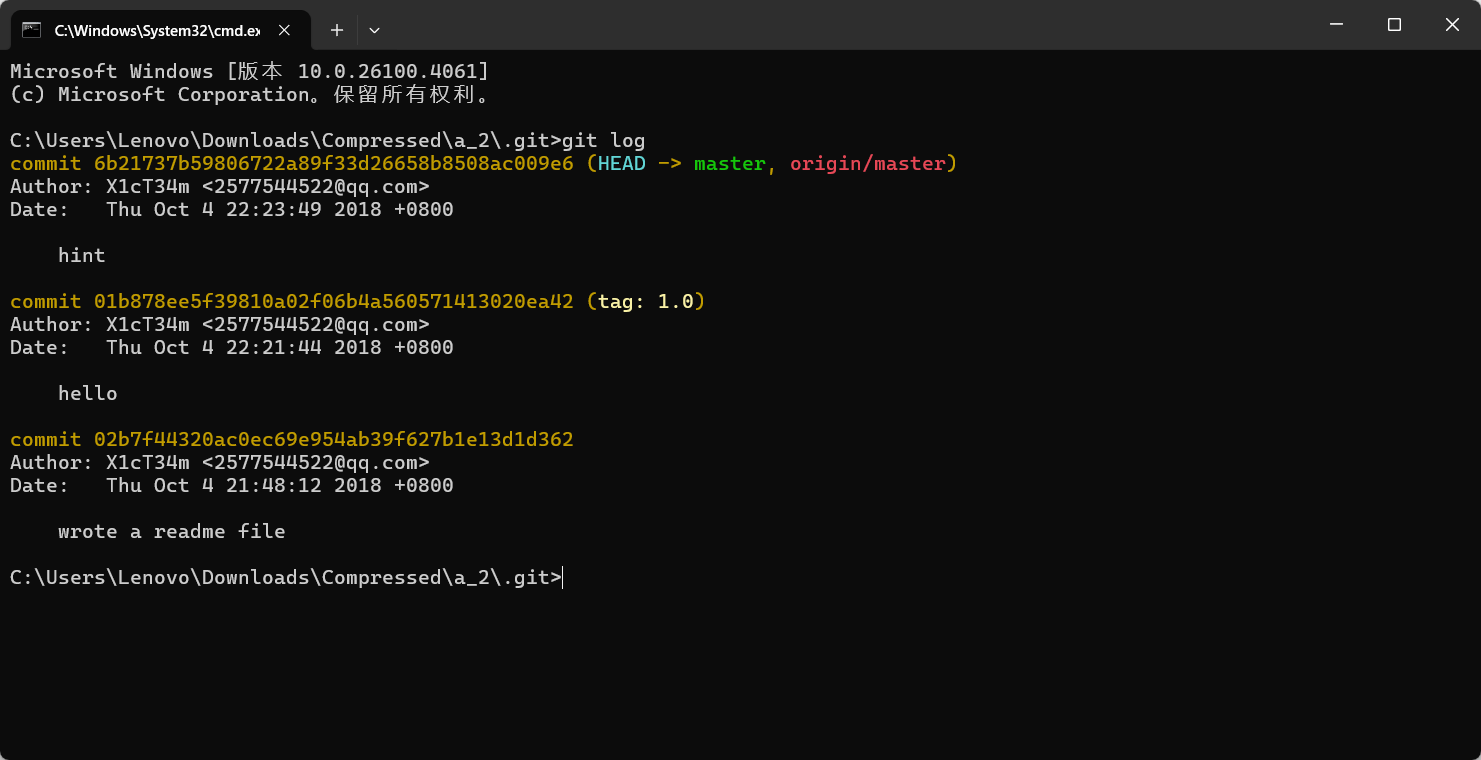 C:\Windows\System32\cmd.ex
Microsoft Windows [版本 10.0.26100.4061]
(c) Microsoft Corporation。保留所有权利。
C:\Users\Lenovo\Downloads\Compressed\a_2\.git>git log
commit 6b21737b59806722a89f33d26658b8508ac009e6 (HEAD -> master, origin/master)
Author: X1cT34m <2577544522@qq.com>
Date:   Thu Oct 4 22:23:49 2018 +0800
hint
commit 01b878ee5f39810a02f06b4a560571413020ea42 (tag: 1.0)
Author: X1cT34m <2577544522@qq.com>
Date:   Thu Oct 4 22:21:44 2018 +0800
hello
commit 02b7f44320ac0ec69e954ab39f627b1e13d1d362
Author: X1cT34m <2577544522@qq.com>
Date:   Thu Oct 4 21:48:12 2018 +0800
wrote a readme file
C:\Users\Lenovo\Downloads\Compressed\a_2\.git>